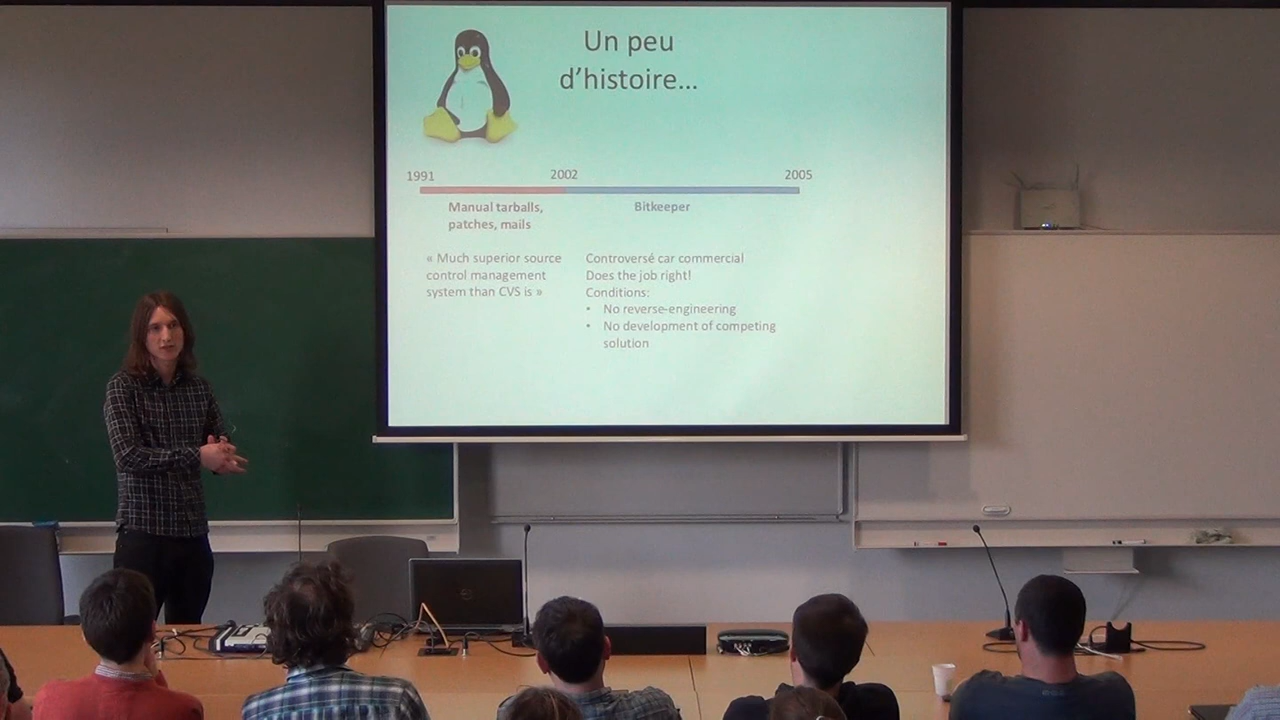 Un peu
d'histoire...
1991 2002 2005
Manual tarballs,
patches, mails
Bitkeeper
« Much superior source
control management
system than CVS is »
Controversé car commercial
Does the job right!
Conditions:
• No reverse-engineering
• No development of competing
solution